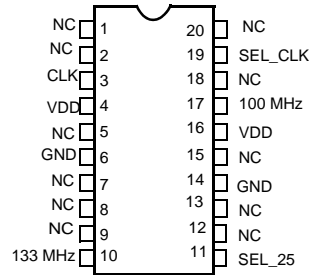 NC 1 20 NC
NC 2 19 SEL_CLK
CLK 3 18 NC
VDD 4 17 100 MHz
NC 5 16 VDD
GND 6 15 NC
NC 7 14 GND
NC 8 13 NC
NC 9 12 NC
133 MHz 10 11 SEL_25